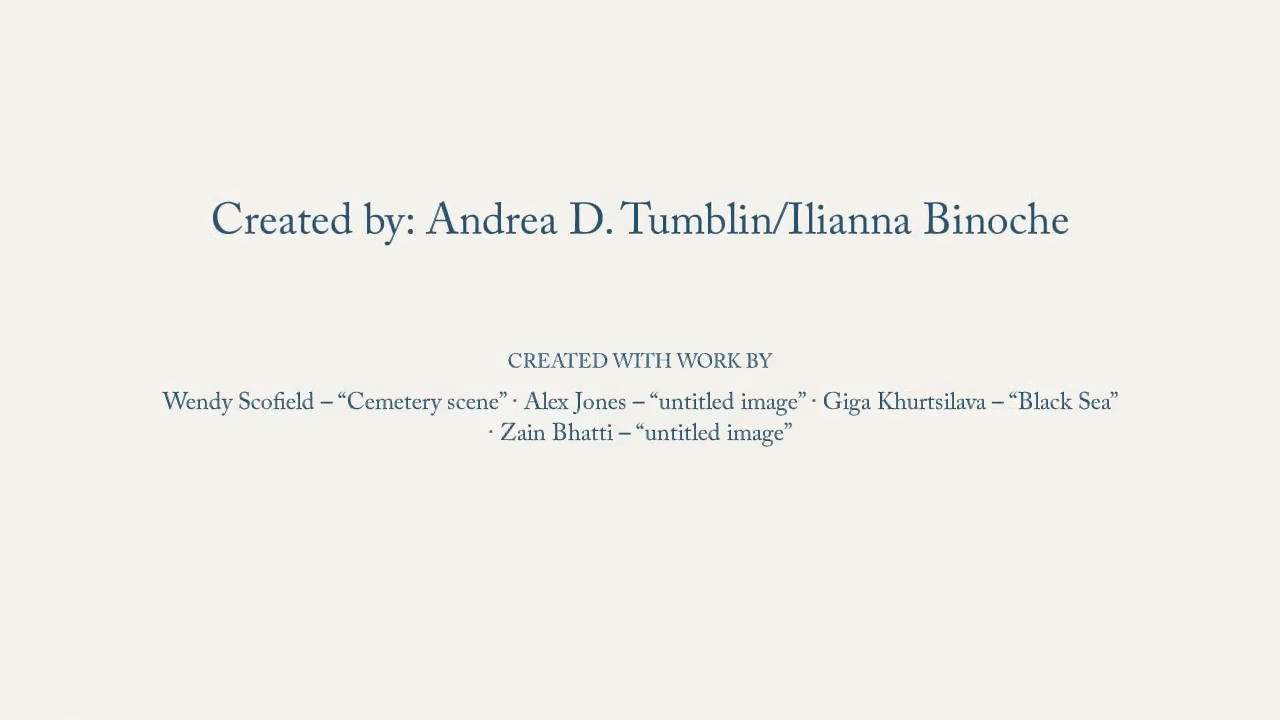 Created by: Andrea D. Tumblin/Ilianna Binoche
CREATED WITH WORK BY
Wendy Scofield – “Cemetery scene” · Alex Jones – “untitled image” · Giga Khurtsilava – “Black Sea”
· Zain Bhatti – “untitled image”